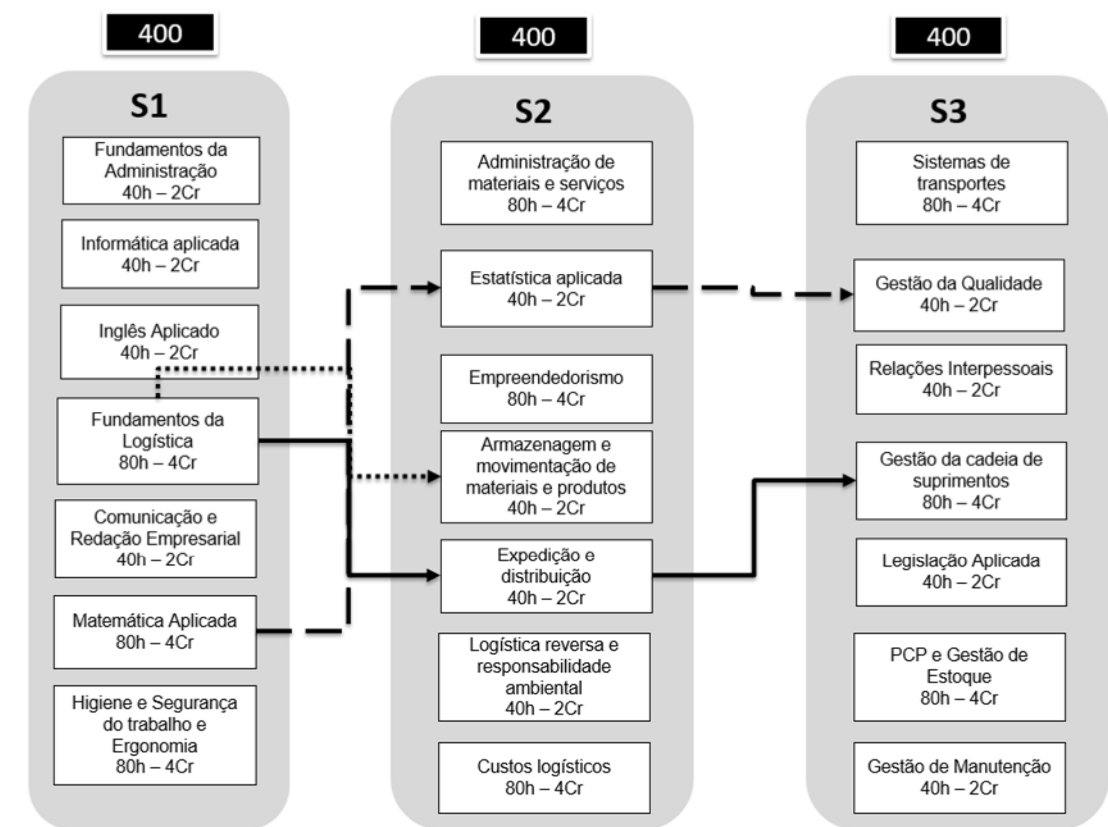 400
S1
Fundamentos da
Administração
40h – 2Cr
Informática aplicada
40h – 2Cr
Inglês Aplicado
40h – 2Cr
Fundamentos da
Logística
80h – 4Cr
Comunicação e
Redação Empresarial
40h – 2Cr
Matemática Aplicada
80h – 4Cr
Higiene e Segurança
do trabalho e
Ergonomia
80h – 4Cr
400
S2
Administração de
materiais e serviços
80h – 4Cr
Estatística aplicada
40h – 2Cr
Empreendedorismo
80h – 4Cr
Armazenagem e
movimentação de
materiais e produtos
40h – 2Cr
Expedição e
distribuição
40h – 2Cr
Logística reversa e
responsabilidade
ambiental
40h – 2Cr
Custos logísticos
80h – 4Cr
400
S3
Sistemas de
transportes
80h – 4Cr
Gestão da Qualidade
40h – 2Cr
Relações Interpessoais
40h – 2Cr
Gestão da cadeia de
suprimentos
80h – 4Cr
Legislação Aplicada
40h – 2Cr
PCP e Gestão de
Estoque
80h – 4Cr
Gestão de Manutenção
40h – 2Cr